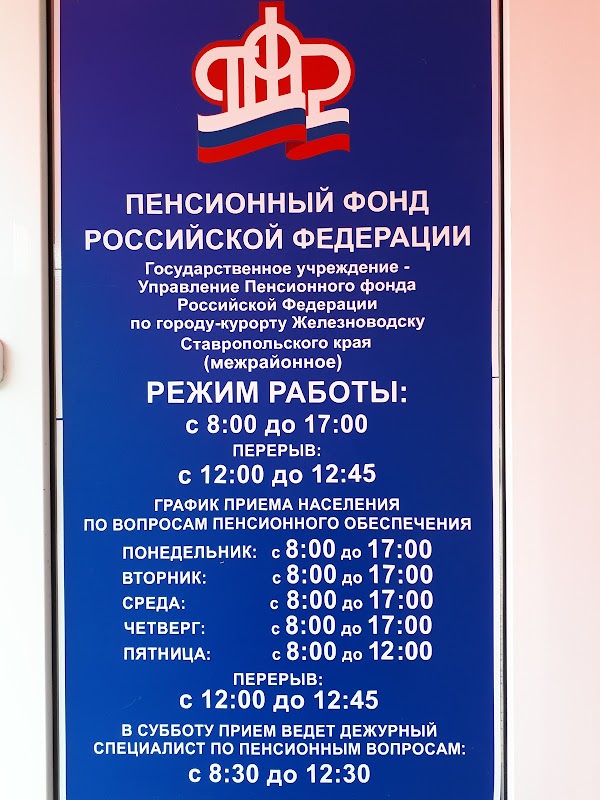 ПФР
ПЕНСИОННЫЙ ФОНД
РОССИЙСКОЙ ФЕДЕРАЦИИ
Государственное учреждение -
Управление Пенсионного фонда
Российской Федерации
по городу-курорту Железноводску
Ставропольского края
(межрайонное)
РЕЖИМ РАБОТЫ:
с 8:00 до 17:00
ПЕРЕРЫВ:
с 12:00 до 12:45
ГРАФИК ПРИЕМА НАСЕЛЕНИЯ
ПО ВОПРОСАМ ПЕНСИОННОГО ОБЕСПЕЧЕНИЯ
ПОНЕДЕЛЬНИК: с 8:00 до 17:00
ВТОРНИК: с 8:00 до 17:00
СРЕДА: с 8:00 до 17:00
ЧЕТВЕРГ: с 8:00 до 17:00
ПЯТНИЦА: с 8:00 до 12:00
ПЕРЕРЫВ:
с 12:00 до 12:45
В СУББОТУ ПРИЕМ ВЕДЕТ ДЕЖУРНЫЙ
СПЕЦИАЛИСТ ПО ПЕНСИОННЫМ ВОПРОСАМ:
с 8:30 до 12:30